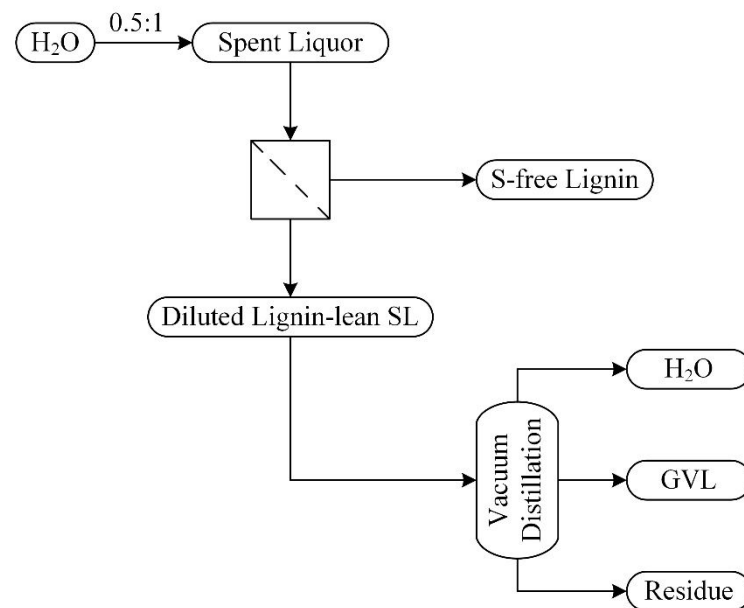 H₂O
0.5:1
Spent Liquor
S-free Lignin
Diluted Lignin-lean SL
H₂O
Vacuum
Distillation
GVL
Residue